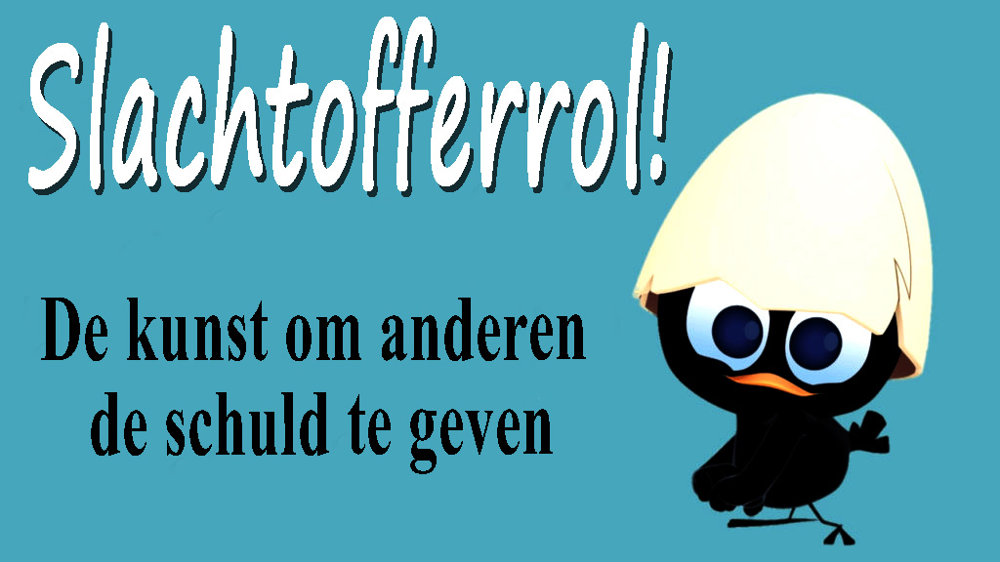 Slachtofferrol!
De kunst om anderen
de schuld te geven